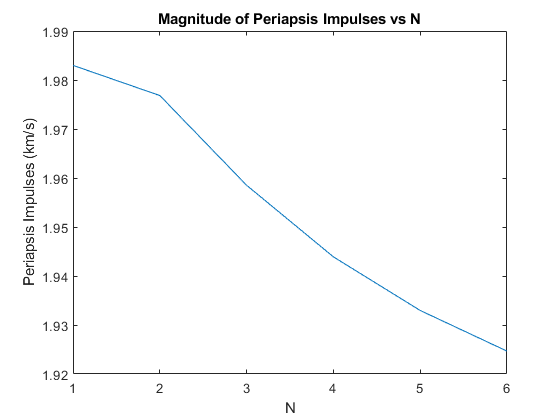 Magnitude of Periapsis Impulses vs N
1.99
1.98
1.97
1.96
1.95
1.94
1.93
1.92
Periapsis Impulses (km/s)
1 2 3 4 5 6
N